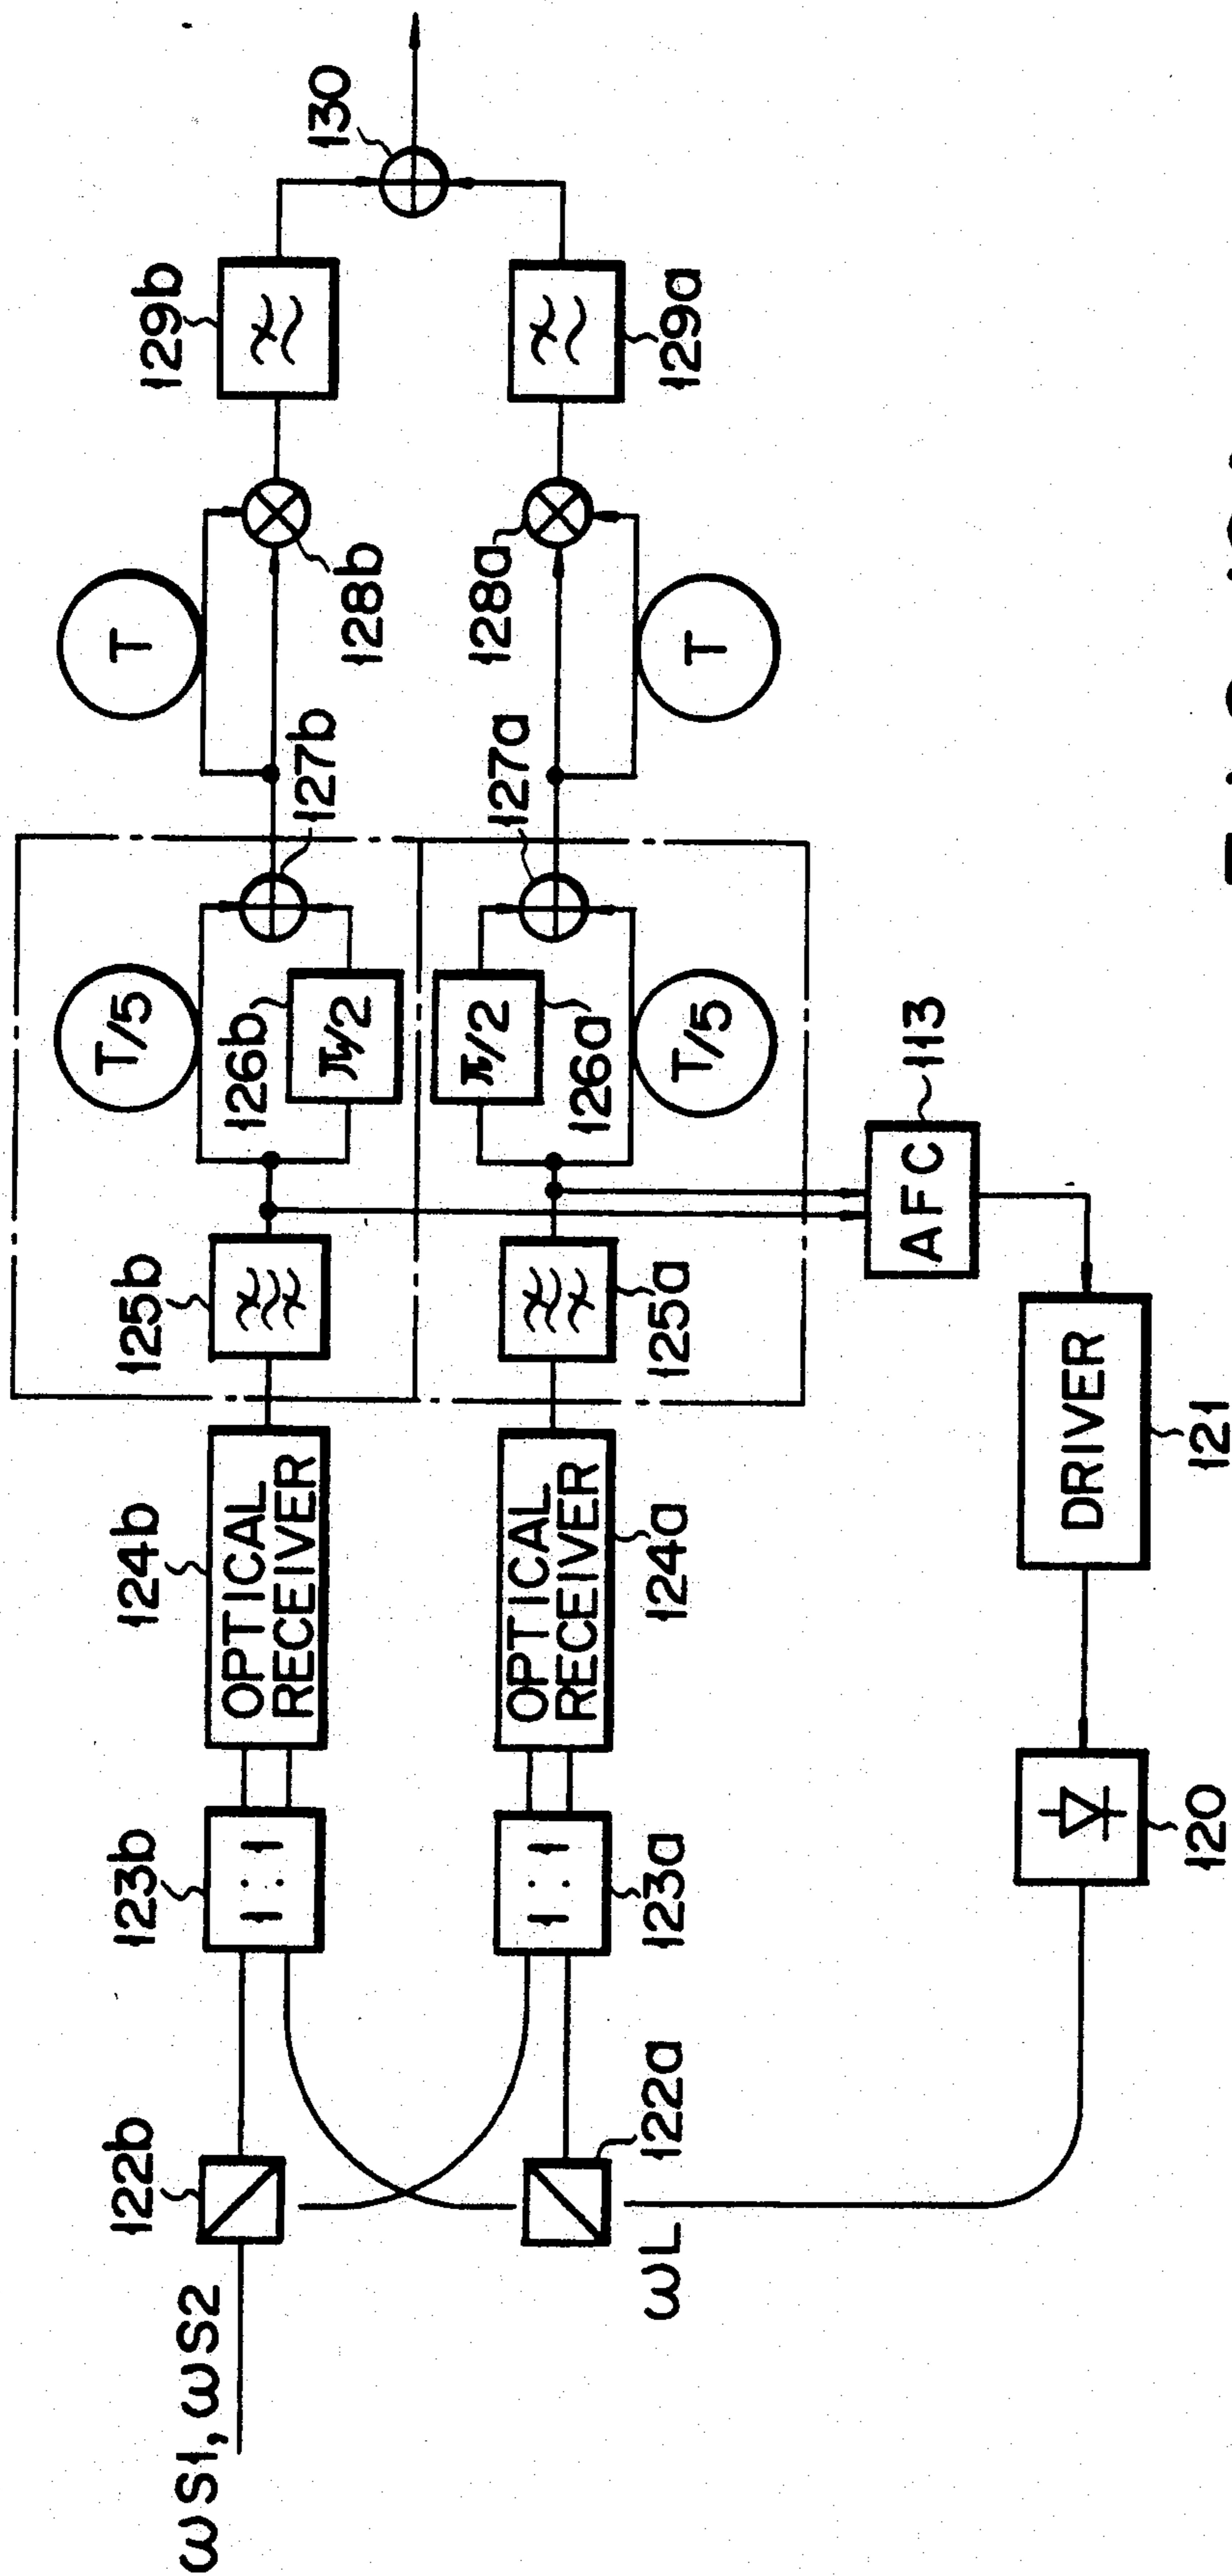 ωS1, ωS2
122b
123b
124b
OPTICAL
RECEIVER
125b
T/5
126b
π/2
127b
T
128b
129b
130
ωL
122a
1:1
1:1
123a
OPTICAL
RECEIVER
124a
125a
π/2
126a
T/5
127a
128a
T
129a
AFC
113
DRIVER
121
120